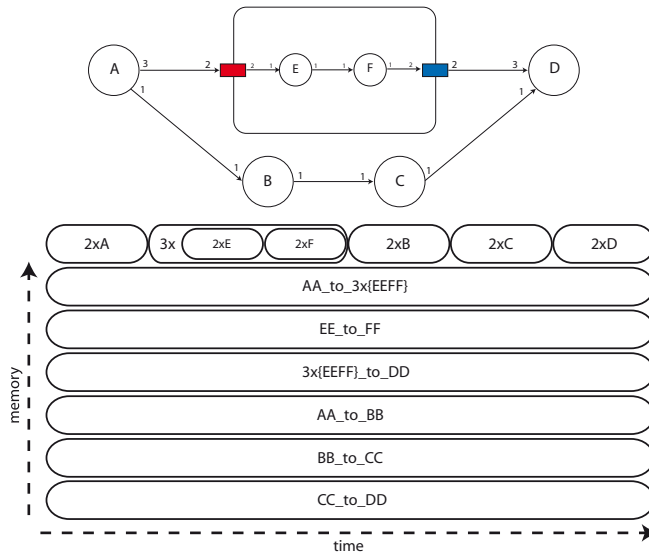 A 3 2 2 1 E 1 1 F 1 2 2 3 D
1 1
1 B 1 1 C 1
2xA 3x 2xE 2xF 2xB 2xC 2xD
AA_to_3x{EEFF}
EE_to_FF
3x{EEFF}_to_DD
AA_to_BB
BB_to_CC
CC_to_DD
memory
time